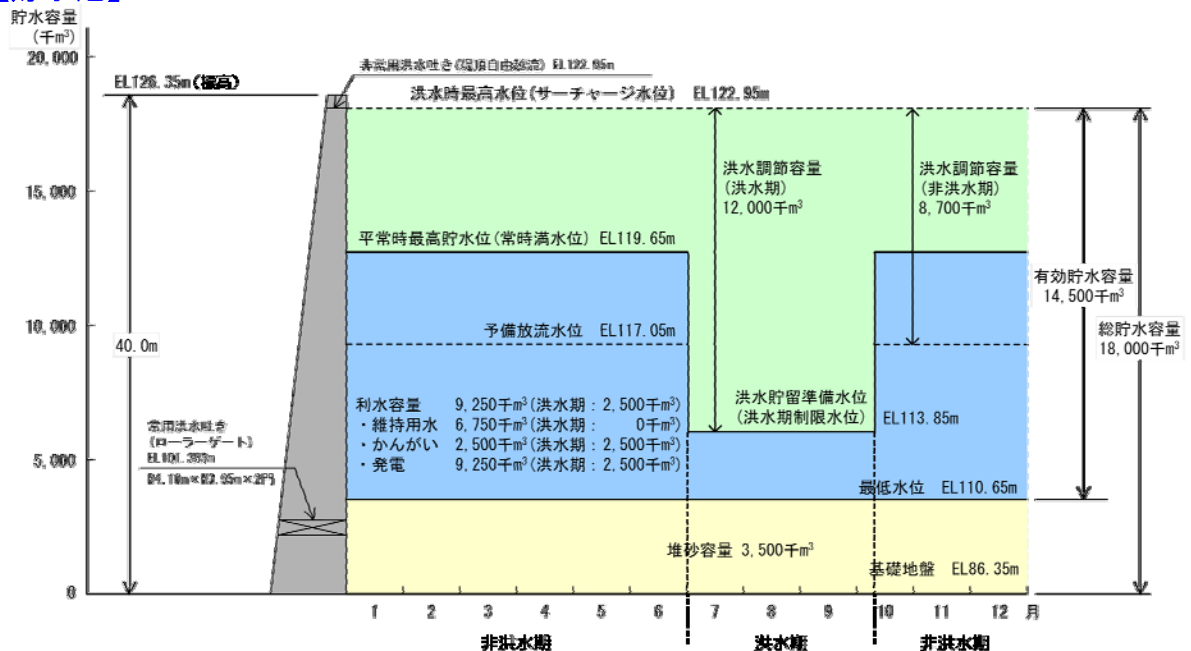 貯水容量
(千m³)
20,000
15,000
10,000
5,000
0
EL126.35m(標高)
非常用洪水吐き(堤頂自由越流) EL122.95m
洪水時最高水位(サーチャージ水位) EL122.95m
洪水調節容量
(洪水期)
12,000千m³
洪水調節容量
(非洪水期)
8,700千m³
平常時最高貯水位(常時満水位) EL119.65m
有効貯水容量
14,500千m³
総貯水容量
18,000千m³
予備放流水位 EL117.05m
40.0m
利水容量 9,250千m³(洪水期:2,500千m³)
・維持用水 6,750千m³(洪水期: 0千m³)
・かんがい 2,500千m³(洪水期:2,500千m³)
・発電 9,250千m³(洪水期:2,500千m³)
洪水貯留準備水位
(洪水期制限水位)
EL113.85m
常用洪水吐き
(ローラーゲート)
最低水位 EL110.65m
堆砂容量 3,500千m³
基礎地盤 EL86.35m
1 2 3 4 5 6 7 8 9 10 11 12 月
非洪水期 洪水期 非洪水期